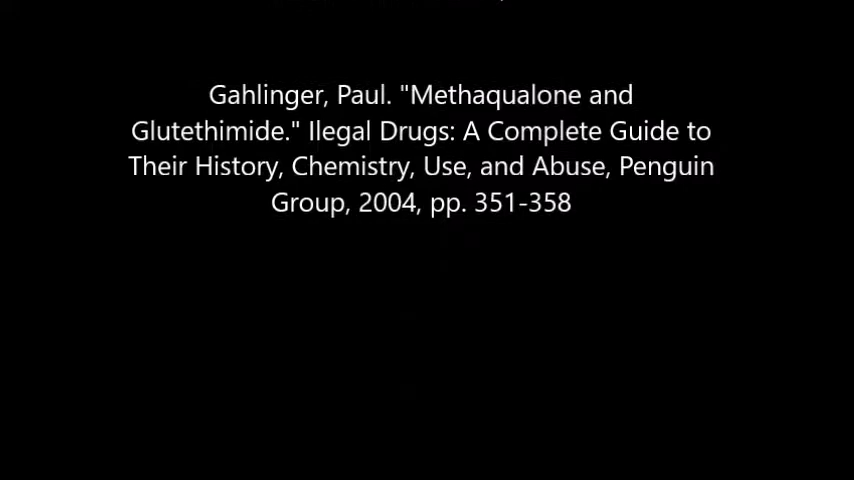 Gahlinger, Paul. "Methaqualone and
Glutethimide." Ilegal Drugs: A Complete Guide to
Their History, Chemistry, Use, and Abuse, Penguin
Group, 2004, pp. 351-358